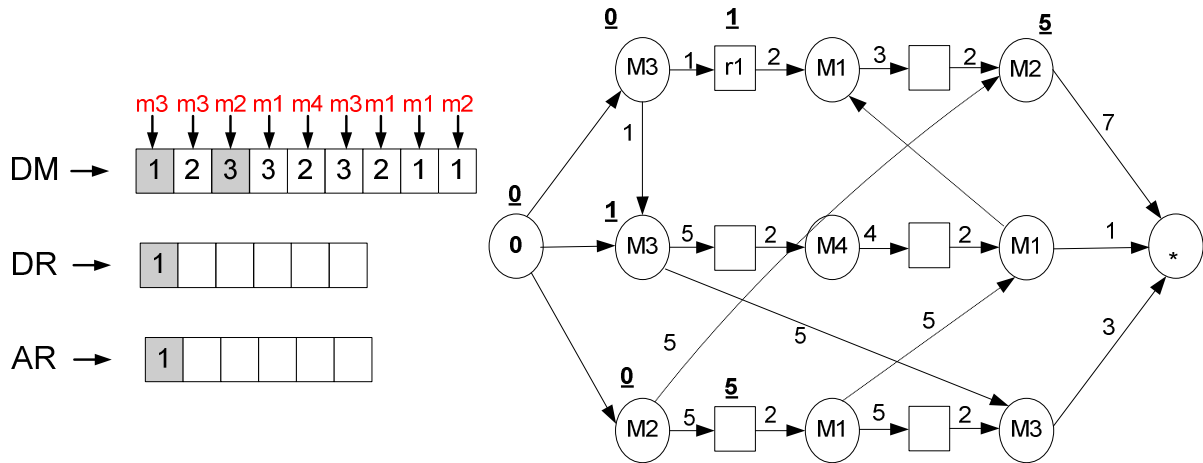 m3 m3 m2 m1 m4 m3 m1 m1 m2
DM 1 2 3 3 2 3 2 1 1
DR 1
AR 1
0 1 5
M3 1 r1 2 M1 3 2 M2
1 7
0 1
0 M3 5 2 M4 4 2 M1 1 *
5 5 5 3
0 5
M2 5 2 M1 5 2 M3